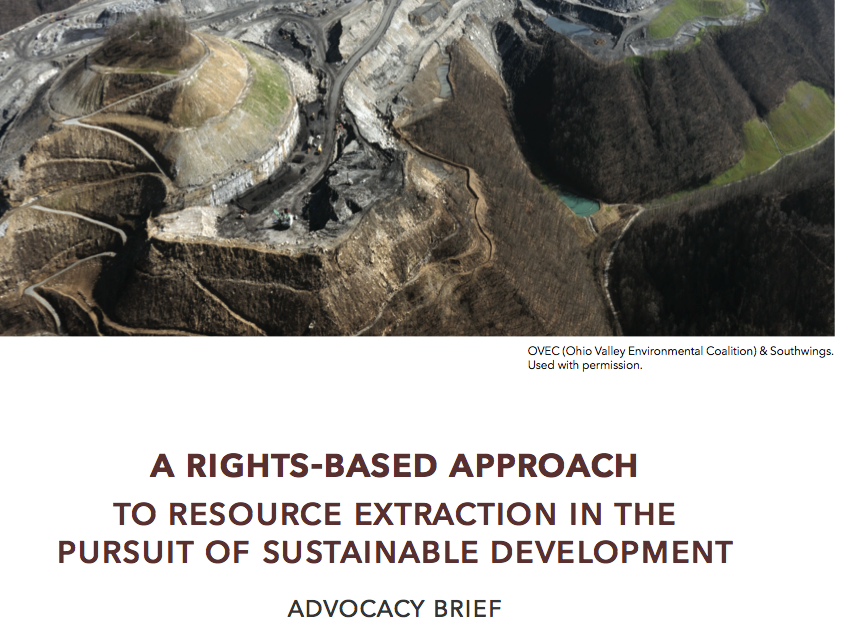 OVEC (Ohio Valley Environmental Coalition) & Southwings.
Used with permission.
A RIGHTS-BASED APPROACH
TO RESOURCE EXTRACTION IN THE
PURSUIT OF SUSTAINABLE DEVELOPMENT
ADVOCACY BRIEF